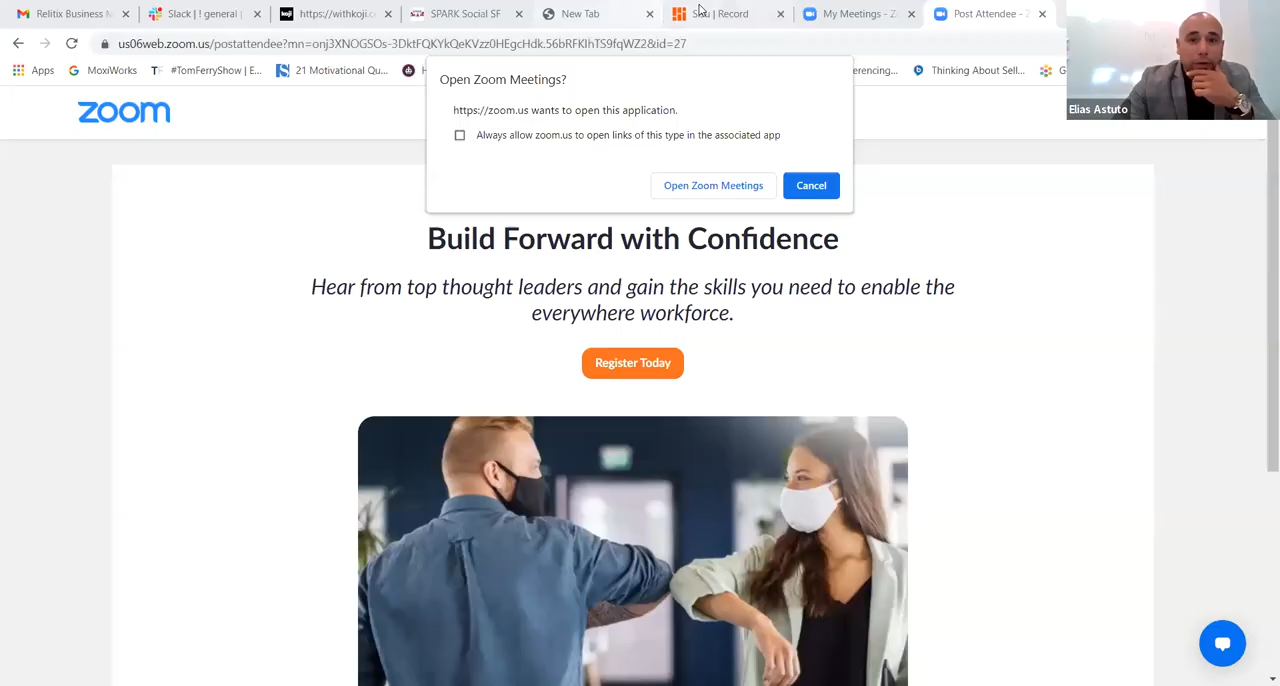 Relitix Business M
Slack | ! general |
https://withkoji.c
SPARK Social SF
New Tab
| Record
My Meetings - Zo
Post Attendee - Z
us06web.zoom.us/postattendee?mn=onj3XNOGSOs-3DktFQKYkQeKVzz0HEgcHdk.56bRFKIhTS9fqWZ2&id=27
Apps
MoxiWorks
#TomFerryShow | E...
21 Motivational Qu...
erencing...
Thinking About Sell...
Elias Astuto
zoom
Open Zoom Meetings?
https://zoom.us wants to open this application.
Always allow zoom.us to open links of this type in the associated app
Open Zoom Meetings
Cancel
Build Forward with Confidence
Hear from top thought leaders and gain the skills you need to enable the
everywhere workforce.
Register Today